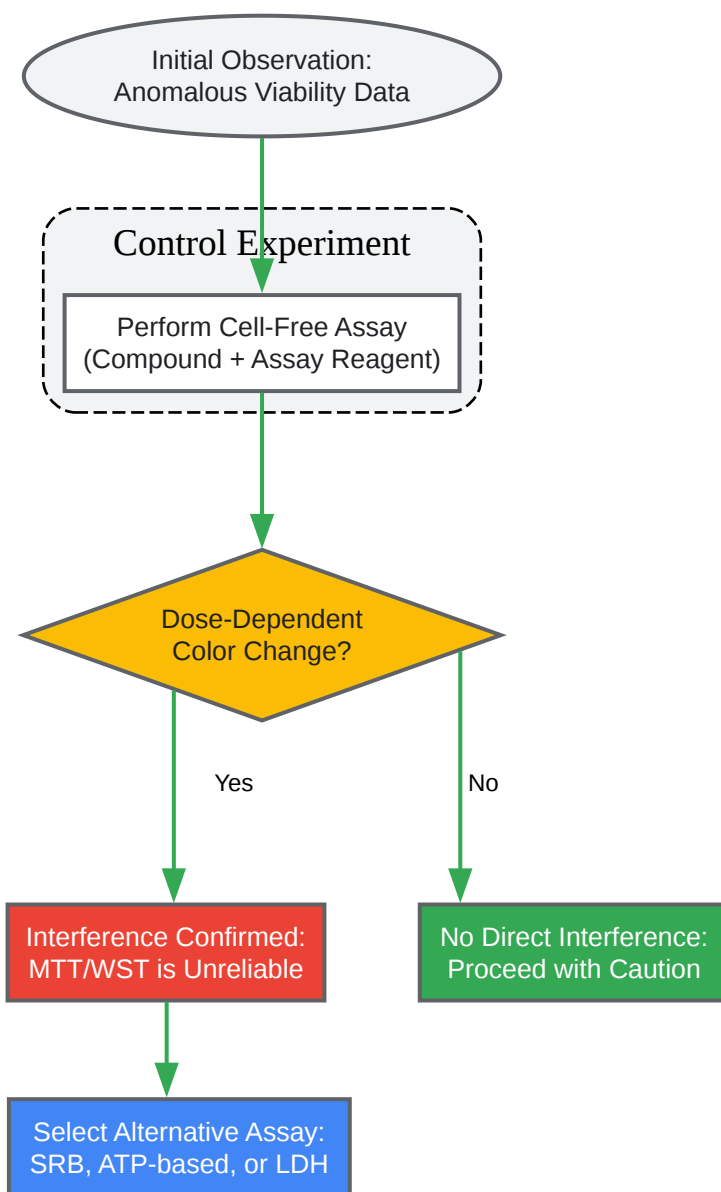 Initial Observation:
Anomalous Viability Data
Control Experiment
Perform Cell-Free Assay
(Compound + Assay Reagent)
Dose-Dependent
Color Change?
Yes
No
Interference Confirmed:
MTT/WST is Unreliable
No Direct Interference:
Proceed with Caution
Select Alternative Assay:
SRB, ATP-based, or LDH